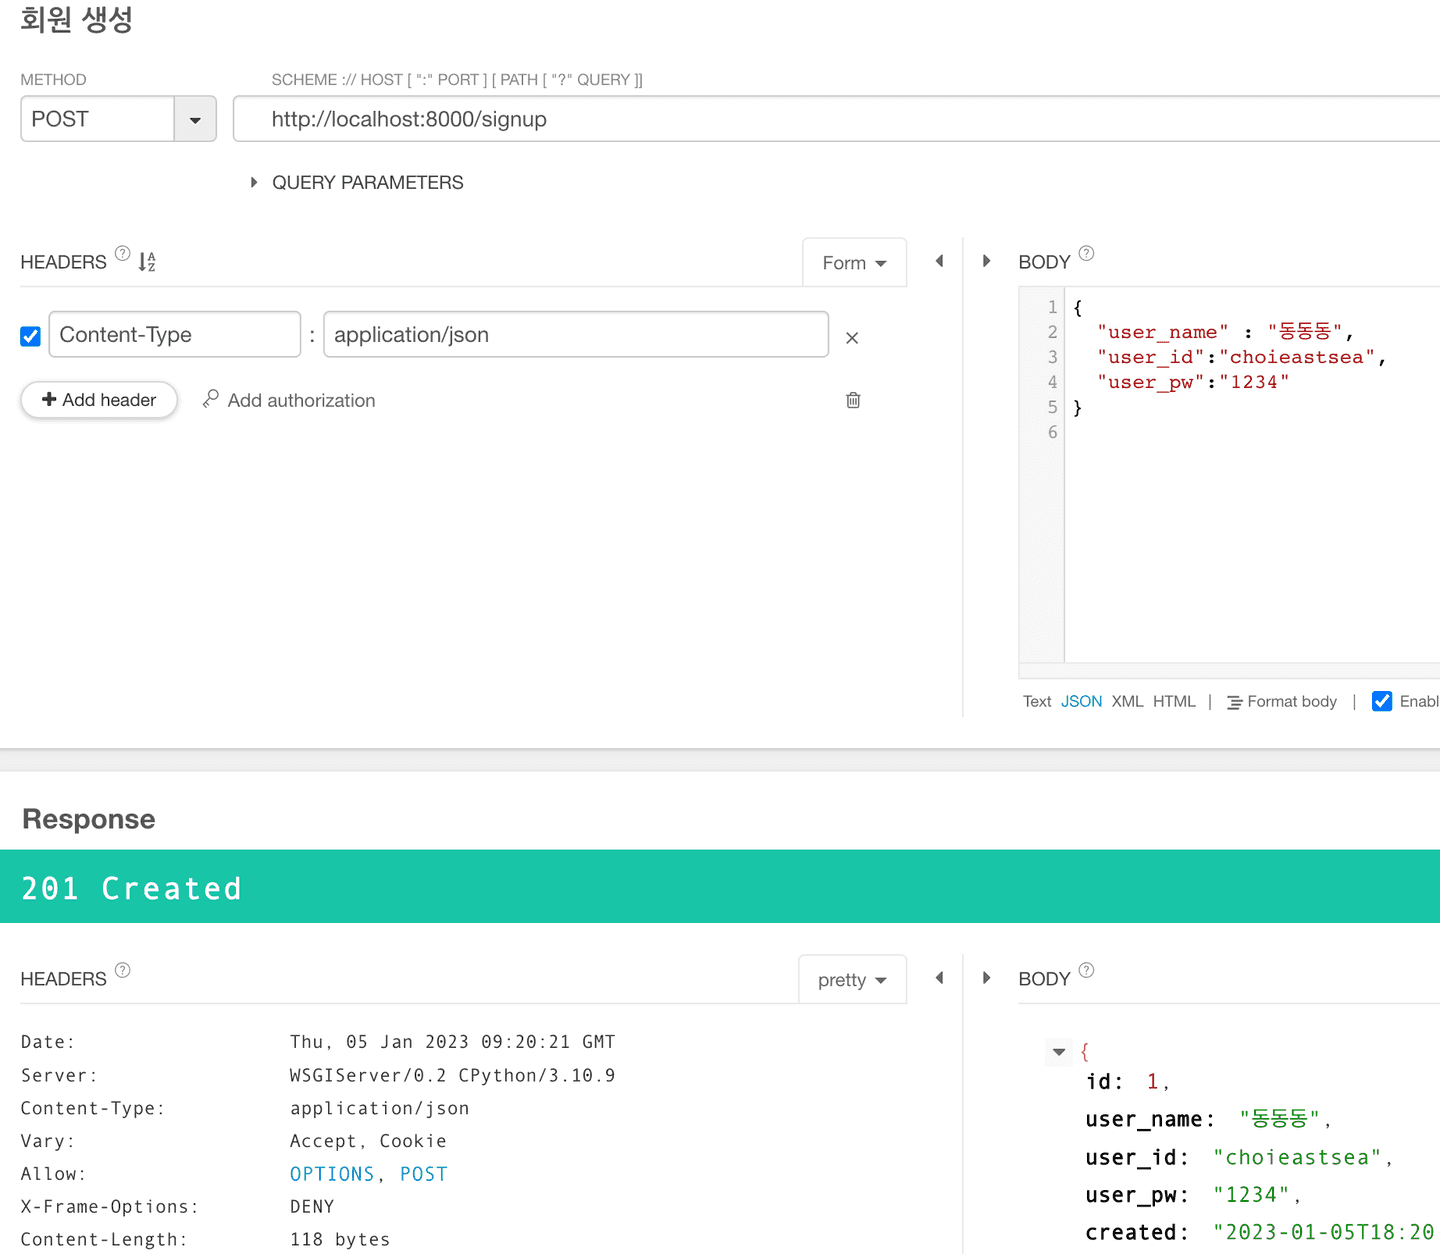 회원 생성
METHOD
SCHEME :// HOST [ ":" PORT ] [ PATH [ "?" QUERY ]]
POST
http://localhost:8000/signup
QUERY PARAMETERS
HEADERS ?
Form
BODY ?
Content-Type : application/json
Add header
Add authorization
1 {
2 "user_name" : "동동동",
3 "user_id":"choieastsea",
4 "user_pw":"1234"
5 }
6
Text JSON XML HTML | Format body | Enabl
Response
201 Created
HEADERS ?
pretty
BODY ?
Date: Thu, 05 Jan 2023 09:20:21 GMT
Server: WSGIServer/0.2 CPython/3.10.9
Content-Type: application/json
Vary: Accept, Cookie
Allow: OPTIONS, POST
X-Frame-Options: DENY
Content-Length: 118 bytes
{
id: 1,
user_name: "동동동",
user_id: "choieastsea",
user_pw: "1234",
created: "2023-01-05T18:20